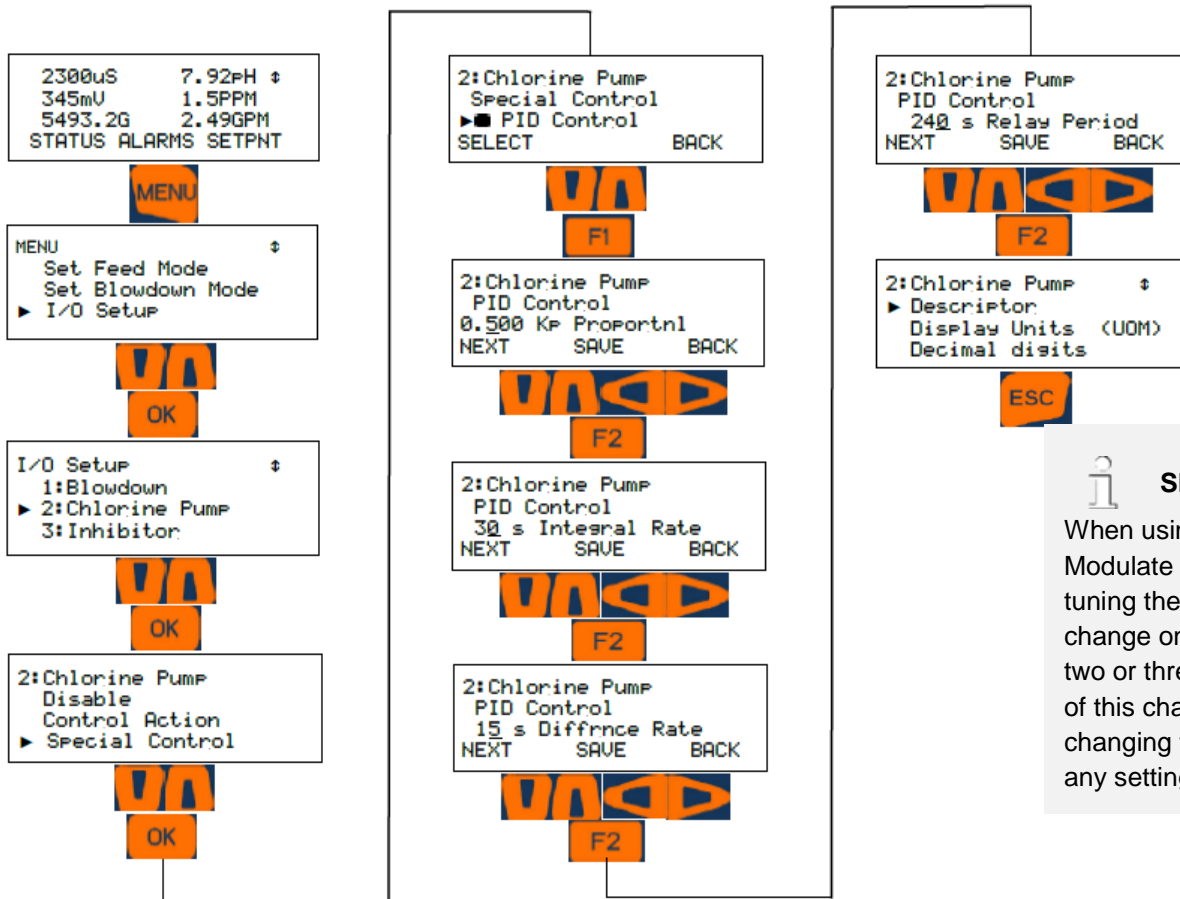 2300uS 7.92pH ↕
345mV 1.5PPM
5493.2G 2.49GPM
STATUS ALARMS SETPNT
MENU
MENU ↕
Set Feed Mode
Set Blowdown Mode
► I/O Setup
OK
I/O Setup ↕
1:Blowdown
► 2:Chlorine Pump
3:Inhibitor
OK
2:Chlorine Pump
Disable
Control Action
► Special Control
OK
2:Chlorine Pump
Special Control
►■ PID Control
SELECT BACK
F1
2:Chlorine Pump
PID Control
0.500 Kp Proportnl
NEXT SAVE BACK
F2
2:Chlorine Pump
PID Control
30 s Integral Rate
NEXT SAVE BACK
F2
2:Chlorine Pump
PID Control
15 s Diffrnce Rate
NEXT SAVE BACK
F2
2:Chlorine Pump
PID Control
240 s Relay Period
NEXT SAVE BACK
F2
2:Chlorine Pump ↕
► Descriptor
Display Units (UOM)
Decimal digits
ESC
When usin
Modulate
tuning the
change or
two or thre
of this cha
changing
any setting